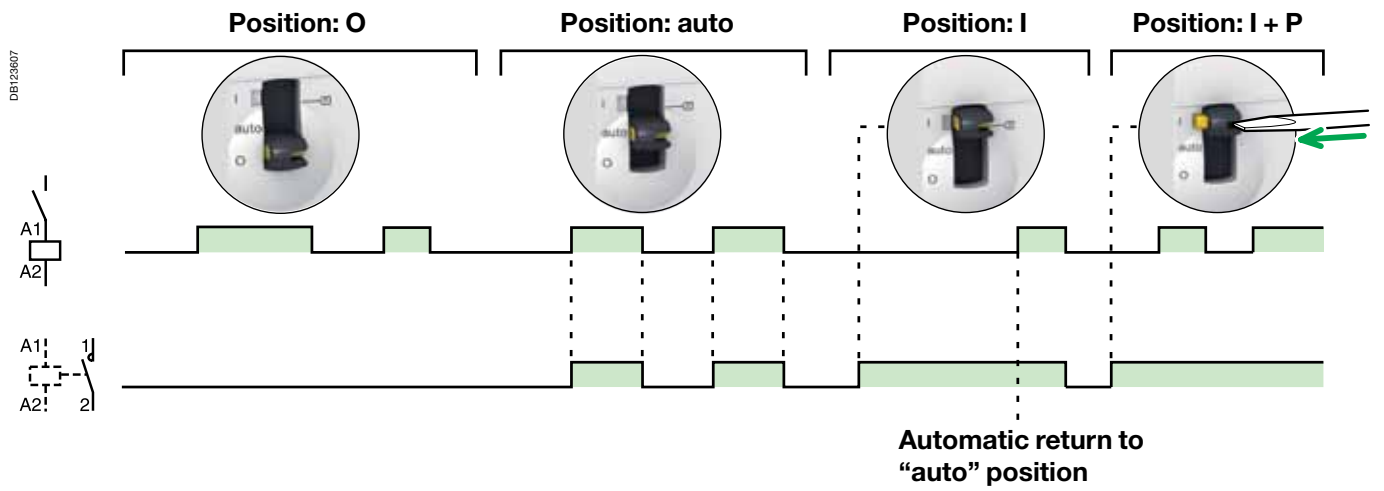 Position: O
Position: auto
Position: I
Position: I + P
DB123607
I
auto
O
I
auto
O
I
auto
O
I
auto
A1
A2
A1
1
A2
2
Automatic return to
“auto” position